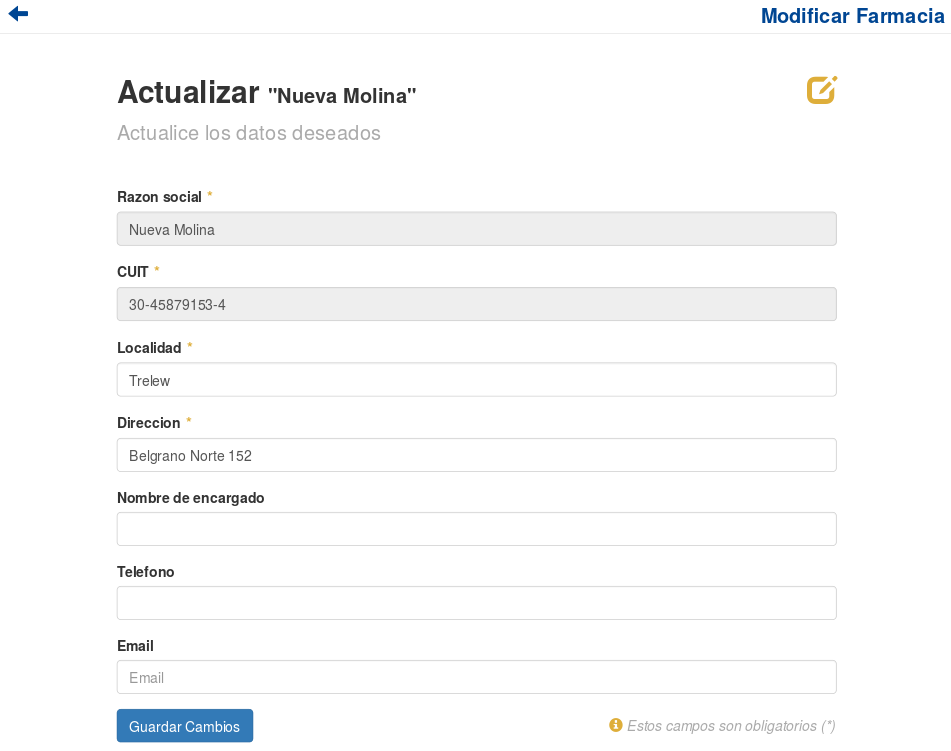 Modificar Farmacia
Actualizar "Nueva Molina"
Actualice los datos deseados
Razon social *
Nueva Molina
CUIT *
30-45879153-4
Localidad *
Trelew
Direccion *
Belgrano Norte 152
Nombre de encargado
Telefono
Email
Email
Guardar Cambios
Estos campos son obligatorios (*)